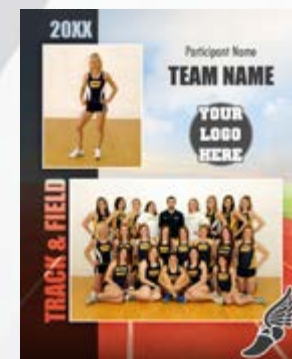 20XX
Participant Name
TEAM NAME
YOUR
LOGO
HERE
TRACK & FIELD